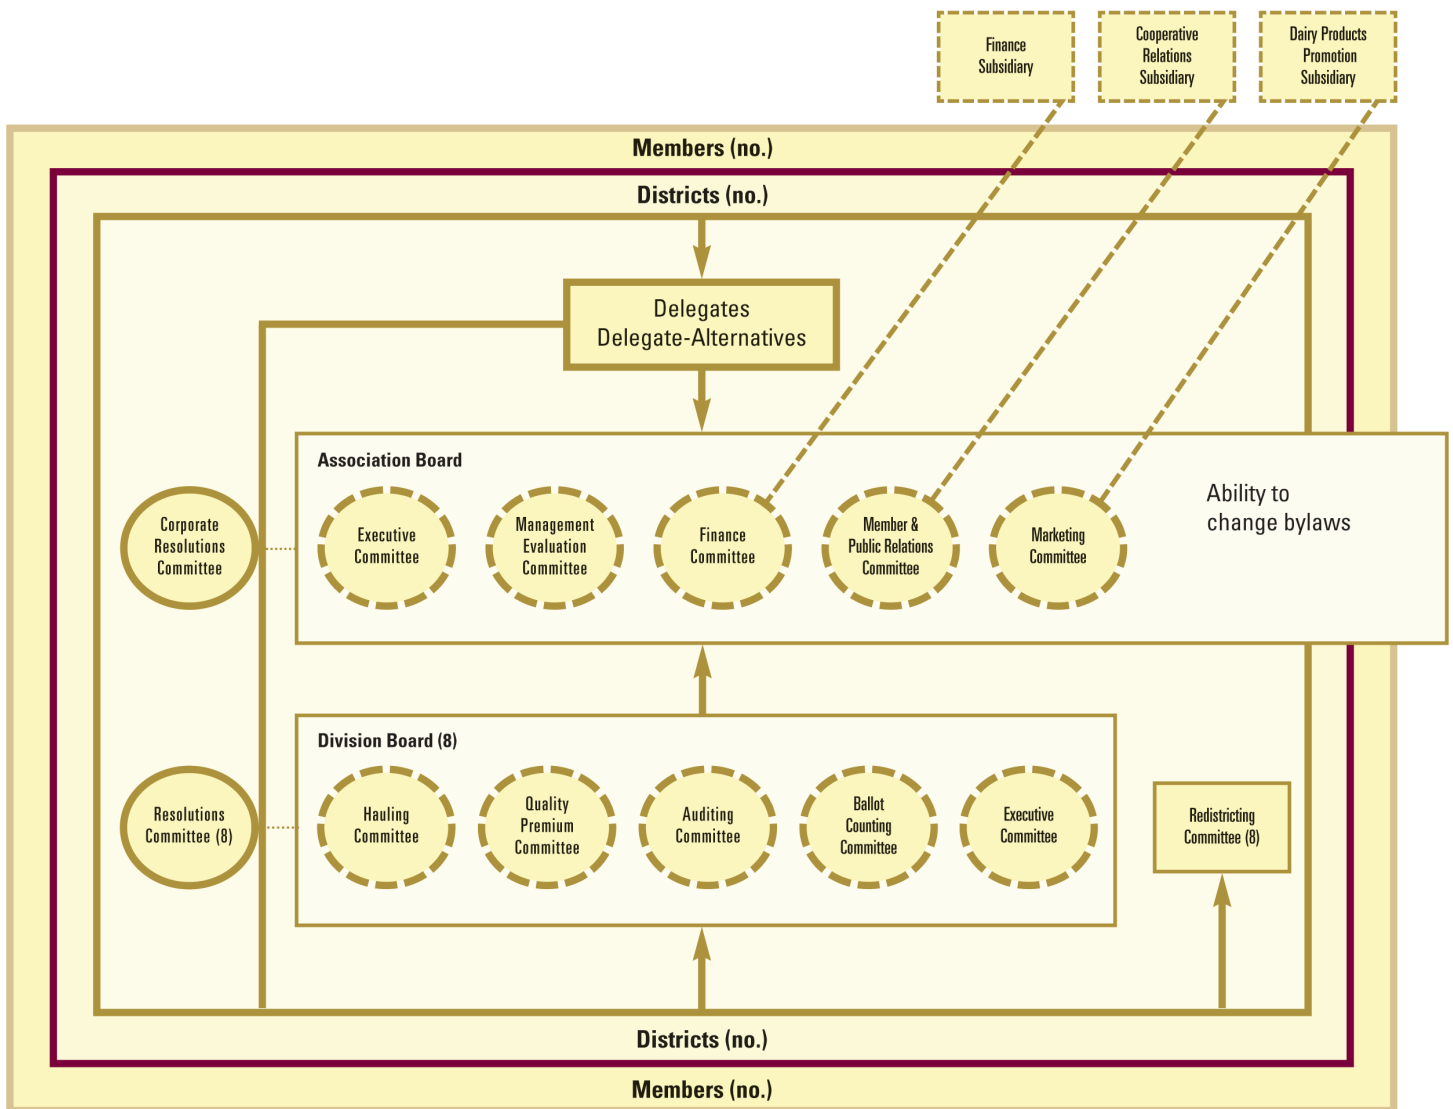 Finance
Subsidiary
Cooperative
Relations
Subsidiary
Dairy Products
Promotion
Subsidiary
Members (no.)
Districts (no.)
Delegates
Delegate-Alternatives
Association Board
Ability to
change bylaws
Corporate
Resolutions
Committee
Executive
Committee
Management
Evaluation
Committee
Finance
Committee
Member &
Public Relations
Committee
Marketing
Committee
Division Board (8)
Resolutions
Committee (8)
Hauling
Committee
Quality
Premium
Committee
Auditing
Committee
Ballot
Counting
Committee
Executive
Committee
Redistricting
Committee (8)
Districts (no.)
Members (no.)